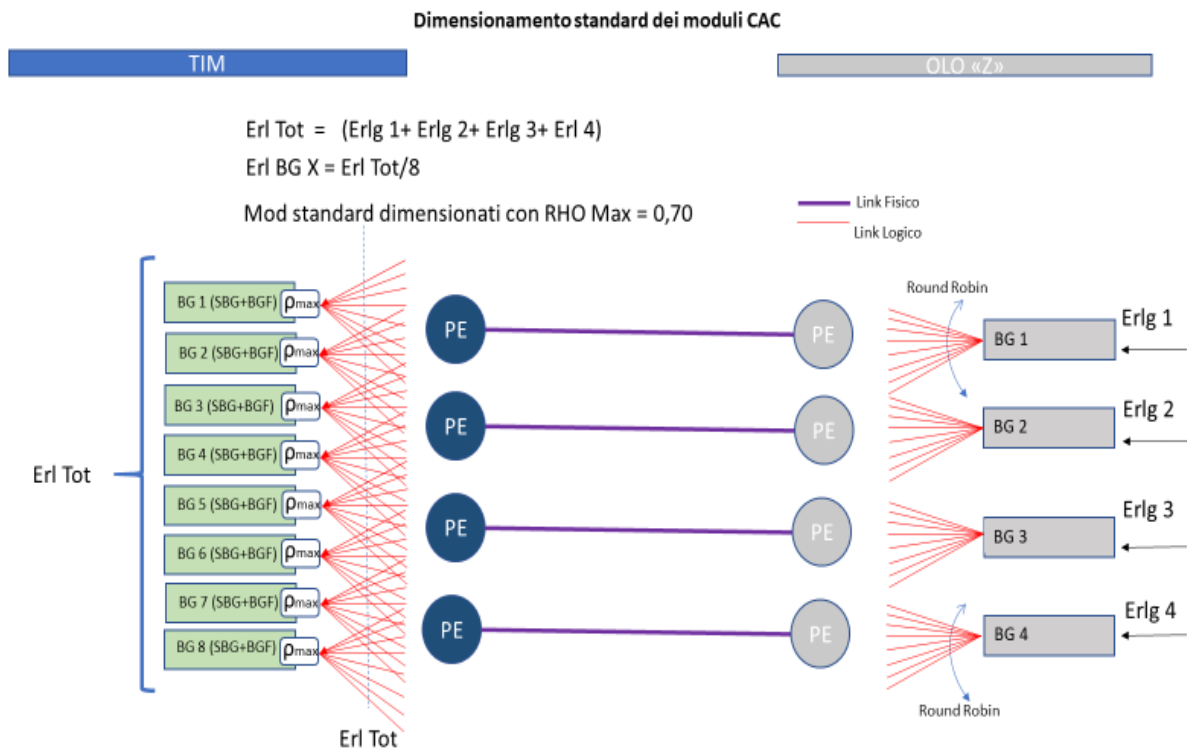 Dimensionamento standard dei moduli CAC
TIM
OLO «Z»
Erl Tot = (Erlg 1+ Erlg 2+ Erlg 3+ Erl 4)
Erl BG X = Erl Tot/8
Mod standard dimensionati con RHO Max = 0,70
Link Fisico
Link Logico
Erl Tot
BG 1 (SBG+BGF) ρmax
BG 2 (SBG+BGF) ρmax
BG 3 (SBG+BGF) ρmax
BG 4 (SBG+BGF) ρmax
BG 5 (SBG+BGF) ρmax
BG 6 (SBG+BGF) ρmax
BG 7 (SBG+BGF) ρmax
BG 8 (SBG+BGF) ρmax
Erl Tot
PE
PE
PE
PE
PE
PE
PE
PE
Round Robin
BG 1
Erlg 1
BG 2
Erlg 2
BG 3
Erlg 3
BG 4
Erlg 4
Round Robin